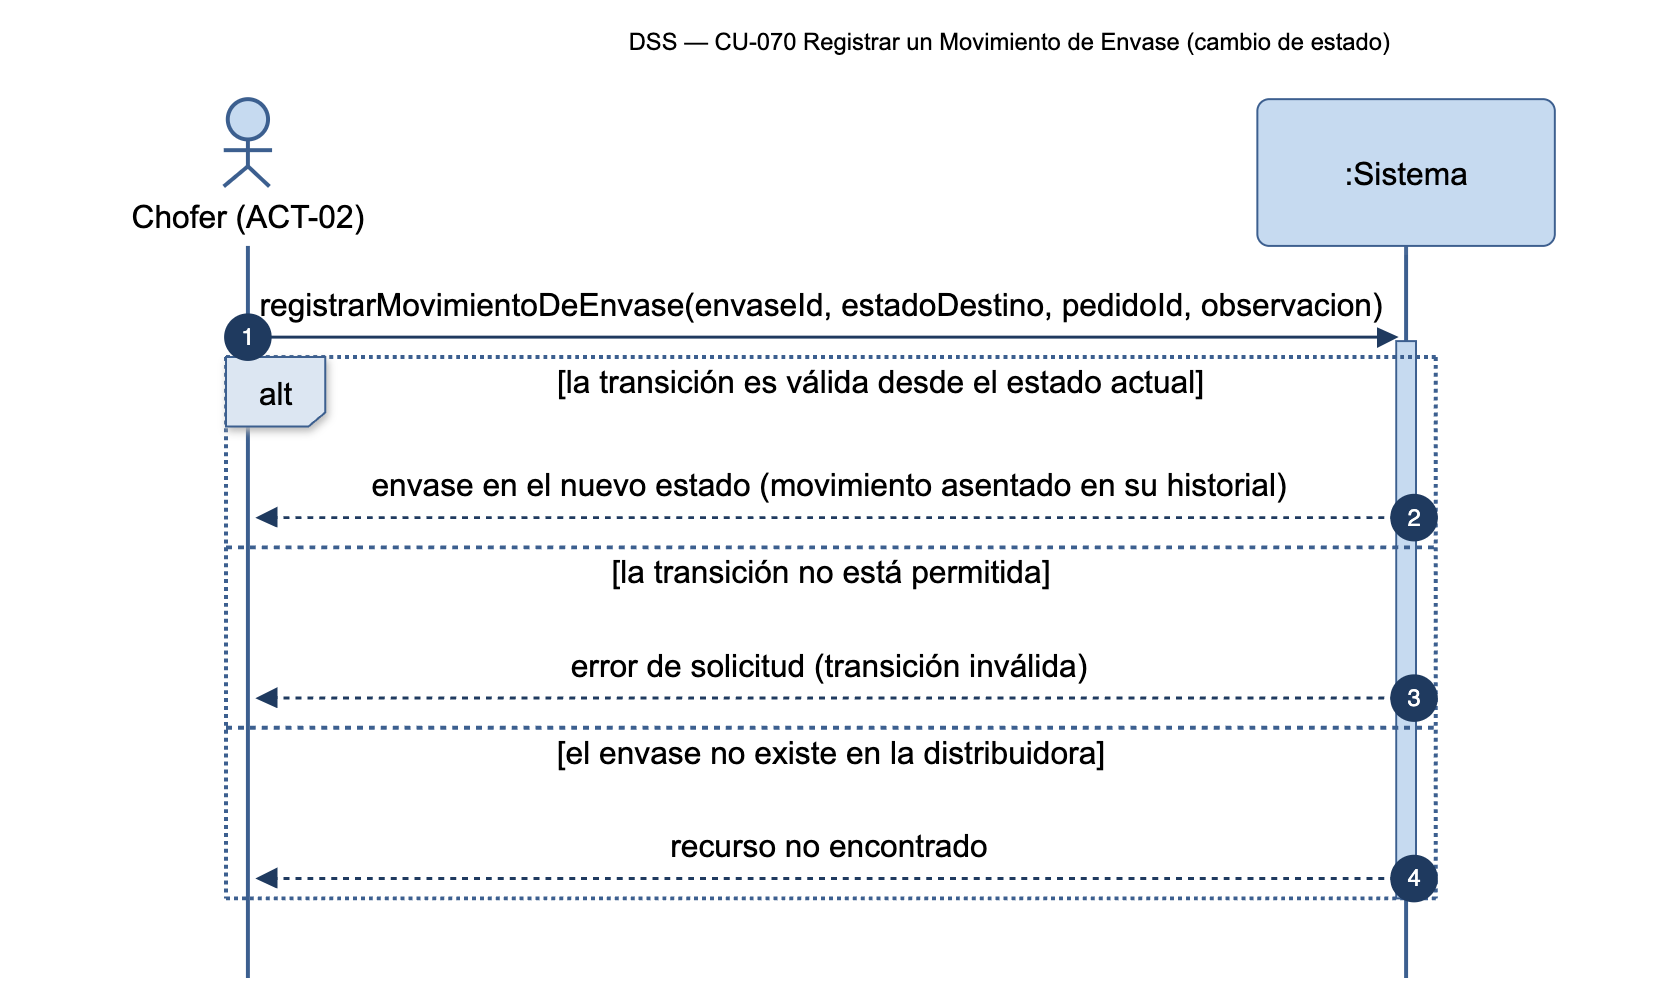 DSS — CU-070 Registrar un Movimiento de Envase (cambio de estado)
Chofer (ACT-02)
:Sistema
registrarMovimientoDeEnvase(envaseId, estadoDestino, pedidoId, observacion)
1
alt
[la transición es válida desde el estado actual]
envase en el nuevo estado (movimiento asentado en su historial)
2
[la transición no está permitida]
error de solicitud (transición inválida)
3
[el envase no existe en la distribuidora]
recurso no encontrado
4